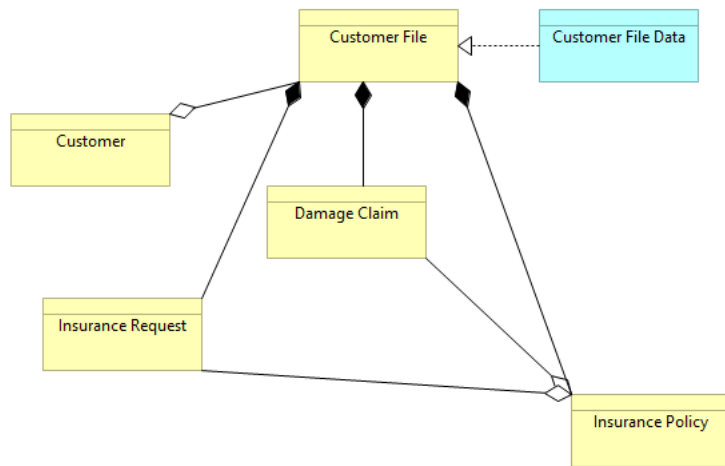 Customer File
Customer File Data
Customer
Damage Claim
Insurance Request
Insurance Policy